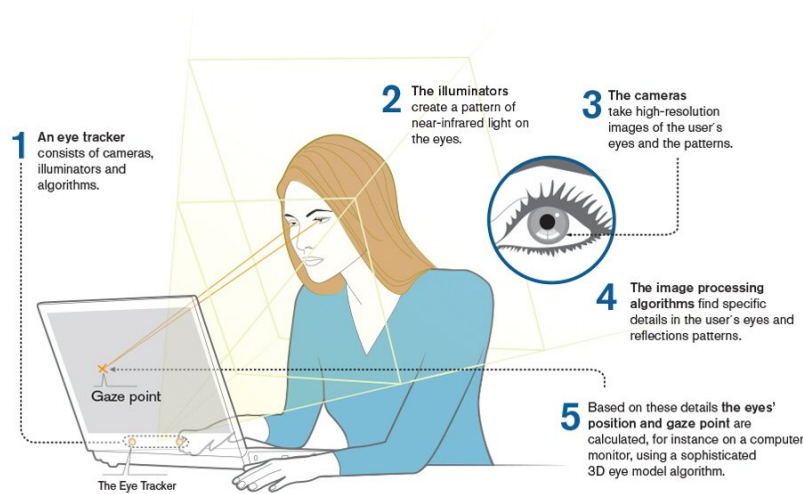 1
An eye tracker
consists of cameras,
illuminators and
algorithms.
2
The illuminators
create a pattern of
near-infrared light on
the eyes.
3
The cameras
take high-resolution
images of the user´s
eyes and the patterns.
4
The image processing
algorithms find specific
details in the user´s eyes and
reflections patterns.
Gaze point
5
Based on these details the eyes’
position and gaze point are
calculated, for instance on a computer
monitor, using a sophisticated
3D eye model algorithm.
The Eye Tracker